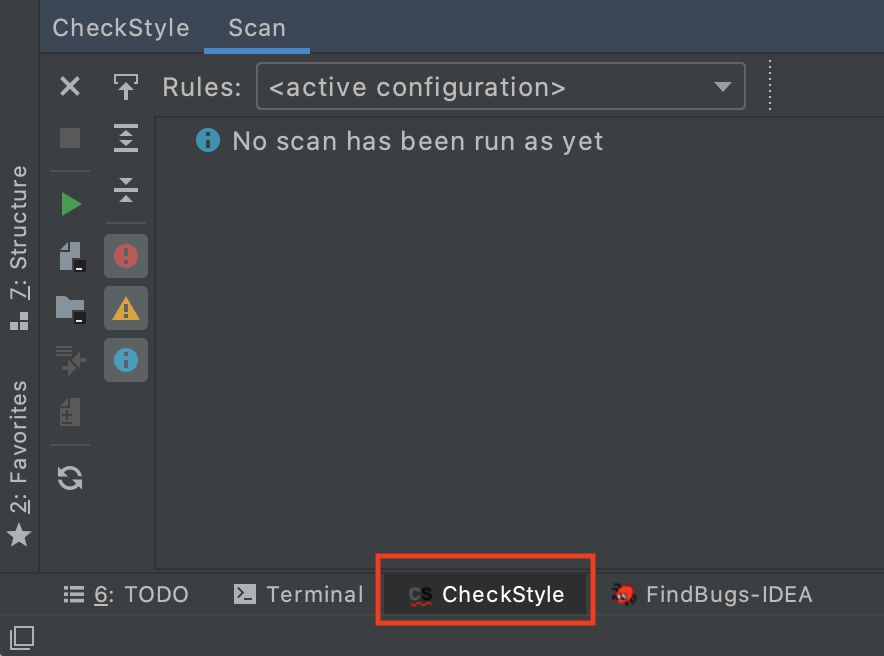 CheckStyle Scan
Rules: <active configuration>
No scan has been run as yet
7: Structure
2: Favorites
6: TODO Terminal CS CheckStyle FindBugs-IDEA